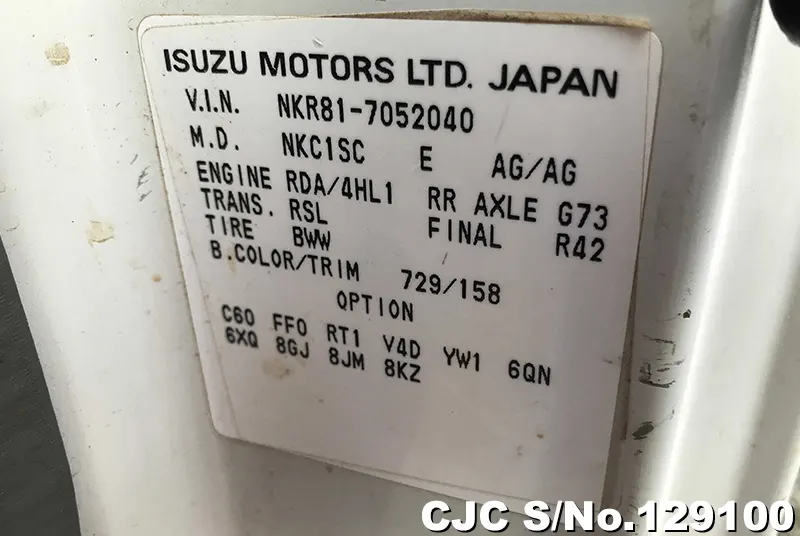 ISUZU MOTORS LTD. JAPAN
V.I.N. NKR81-7052040
M.D. NKC1SC E AG/AG
ENGINE RDA/4HL1 RR AXLE G73
TRANS. RSL FINAL R42
TIRE BWW
B.COLOR/TRIM 729/158
OPTION
C60 FF0 RT1 V4D YW1 6QN
6XQ 8GJ 8JM 8KZ
CJC S/No.129100